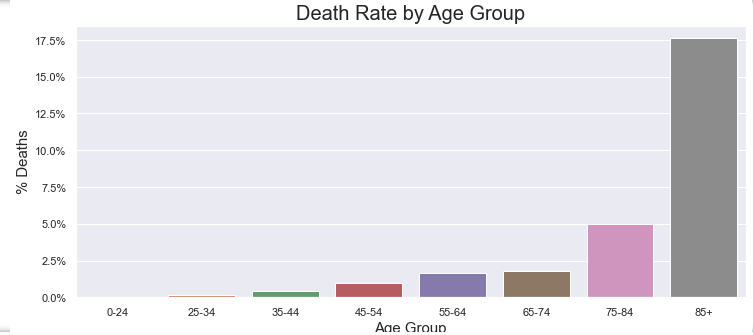 Death Rate by Age Group
% Deaths
17.5%
15.0%
12.5%
10.0%
7.5%
5.0%
2.5%
0.0%
0-24 25-34 35-44 45-54 55-64 65-74 75-84 85+
Age Group